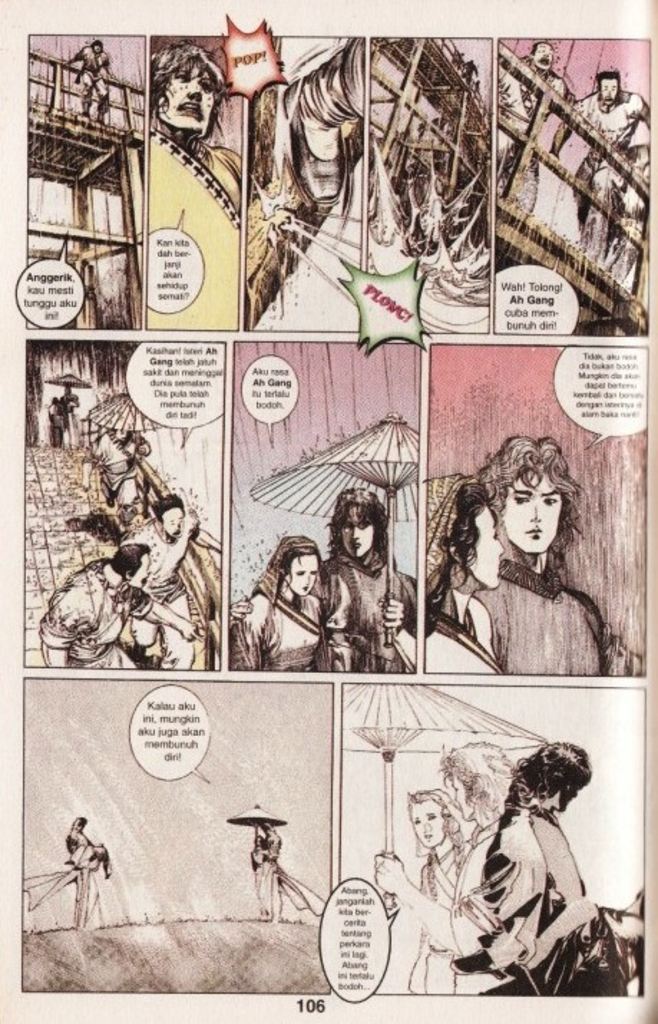 POP!
Anggerik,
kau mesti
tunggu aku
ini!
Kan kita
dah ber-
janji
akan
sehidup
semati?
PLONG!
Wah! Tolong!
Ah Gang
cuba mem-
bunuh diri!
Kasihan! Isteri Ah
Gang telah jatuh
sakit dan meninggal
dunia semalam.
Dia pula telah
membunuh
diri tadi!
Aku rasa
Ah Gang
itu terlalu
bodoh.
Tidak, aku rasa
dia bukan bodoh.
Mungkin dia akan
dapat bertemu
kembali dan bersatu
dengan isterinya di
alam baka nanti!
Kalau aku
ini, mungkin
aku juga akan
membunuh
diri!
Abang,
janganlah
kita ber-
cerita
tentang
perkara
ini lagi.
Abang
ini terlalu
bodoh...
106